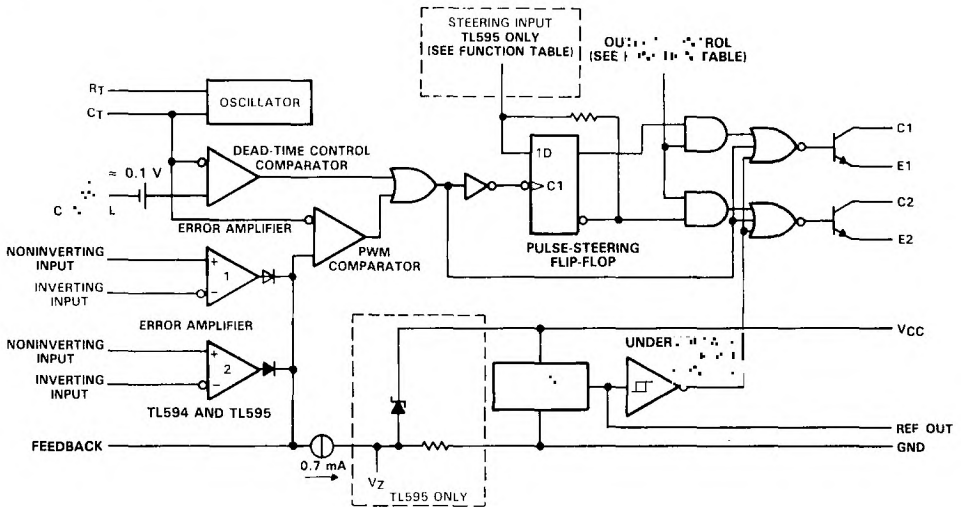 STEERING INPUT
TL595 ONLY
(SEE FUNCTION TABLE)
(SEE TABLE)
RT
CT
OSCILLATOR
DEAD-TIME CONTROL
COMPARATOR
≈ 0.1 V
ERROR AMPLIFIER
PWM
COMPARATOR
1D
C1
PULSE-STEERING
FLIP-FLOP
C1
E1
C2
E2
NONINVERTING
INPUT
+
1
−
INVERTING
INPUT
ERROR AMPLIFIER
NONINVERTING
INPUT
+
2
−
INVERTING
INPUT
TL594 AND TL595
FEEDBACK
0.7 mA
VZ
TL595 ONLY
UNDER
VCC
REF OUT
GND